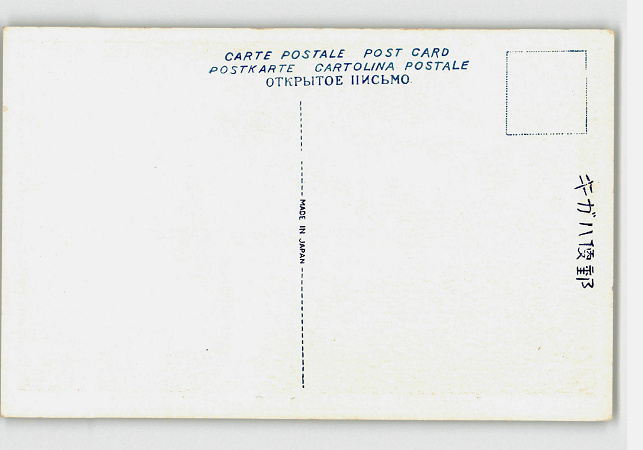 CARTE POSTALE POST CARD
POSTKARTE CARTOLINA POSTALE
ОТКРЫТОЕ ПИСЬМО.
MADE IN JAPAN
郵便ハガキ